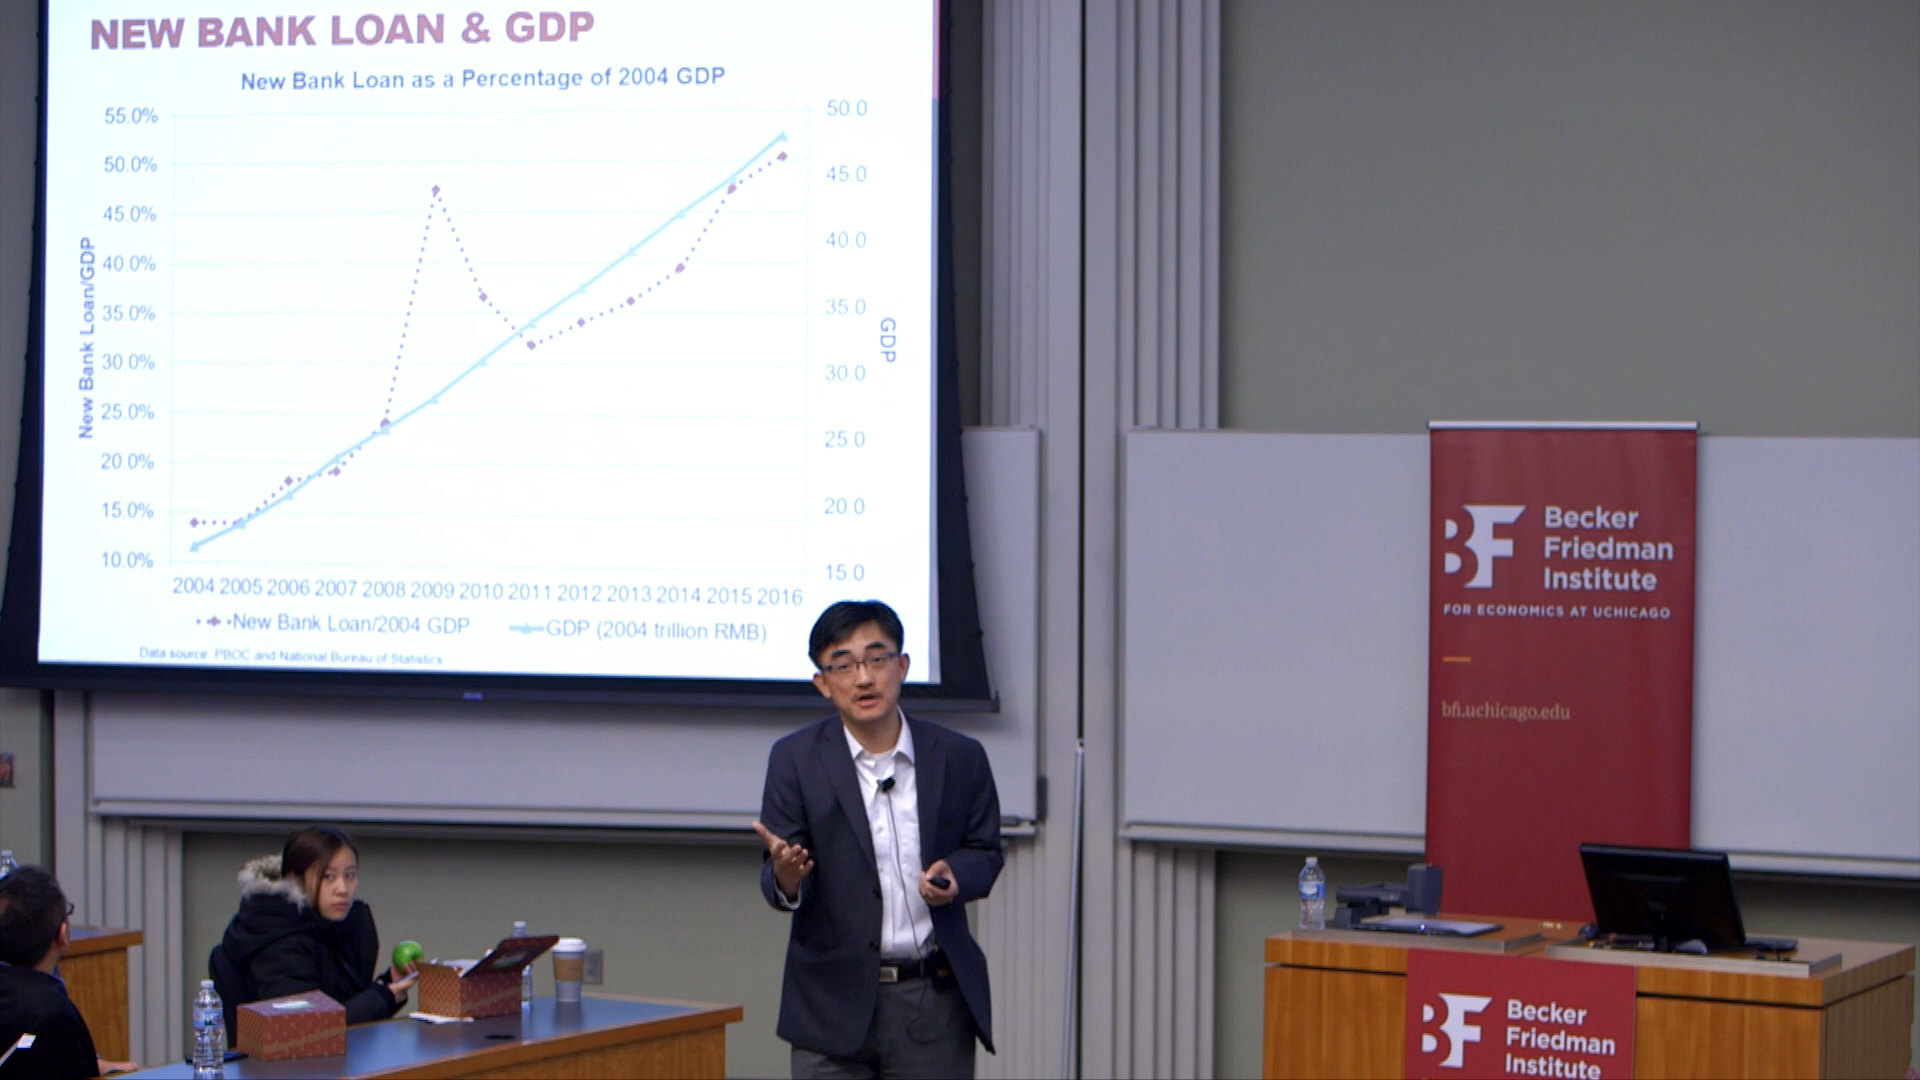 NEW BANK LOAN & GDP
New Bank Loan as a Percentage of 2004 GDP
55.0%
50.0%
45.0%
40.0%
35.0%
30.0%
25.0%
20.0%
15.0%
10.0%
New Bank Loan/GDP
50.0
45.0
40.0
35.0
30.0
25.0
20.0
15.0
GDP
2004 2005 2006 2007 2008 2009 2010 2011 2012 2013 2014 2015 2016
New Bank Loan/2004 GDP
GDP (2004 trillion RMB)
Data source: PBOC and National Bureau of Statistics
BF
Becker
Friedman
Institute
FOR ECONOMICS AT UCHICAGO
bfi.uchicago.edu
BF
Becker
Friedman
Institute